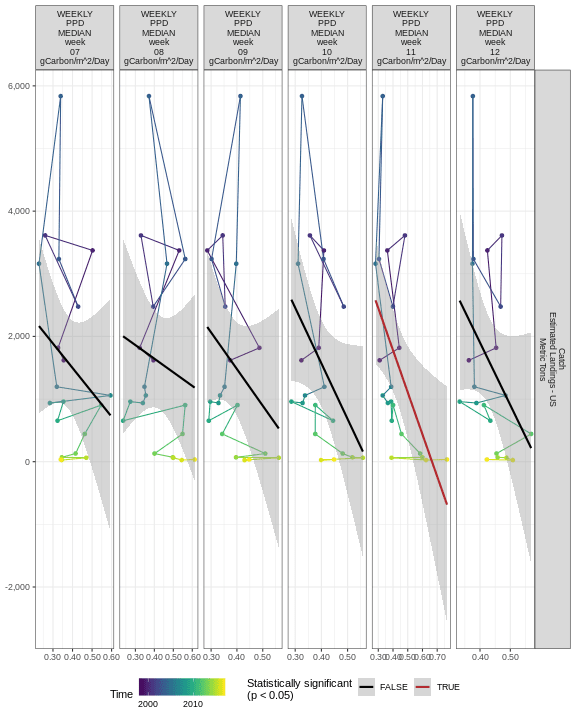 WEEKLY
PPD
MEDIAN
week
07
gCarbon/m^2/Day
WEEKLY
PPD
MEDIAN
week
08
gCarbon/m^2/Day
WEEKLY
PPD
MEDIAN
week
09
gCarbon/m^2/Day
WEEKLY
PPD
MEDIAN
week
10
gCarbon/m^2/Day
WEEKLY
PPD
MEDIAN
week
11
gCarbon/m^2/Day
WEEKLY
PPD
MEDIAN
week
12
gCarbon/m^2/Day
6,000
4,000
2,000
0
-2,000
Catch
Estimated Landings - US
Metric Tons
0.30 0.40 0.50 0.60
0.30 0.40 0.50 0.60
0.30 0.40 0.50
0.30 0.40 0.50
0.30 0.40 0.50 0.60 0.70
0.40 0.50
Time
2000 2010
Statistically significant
(p < 0.05)
FALSE
TRUE